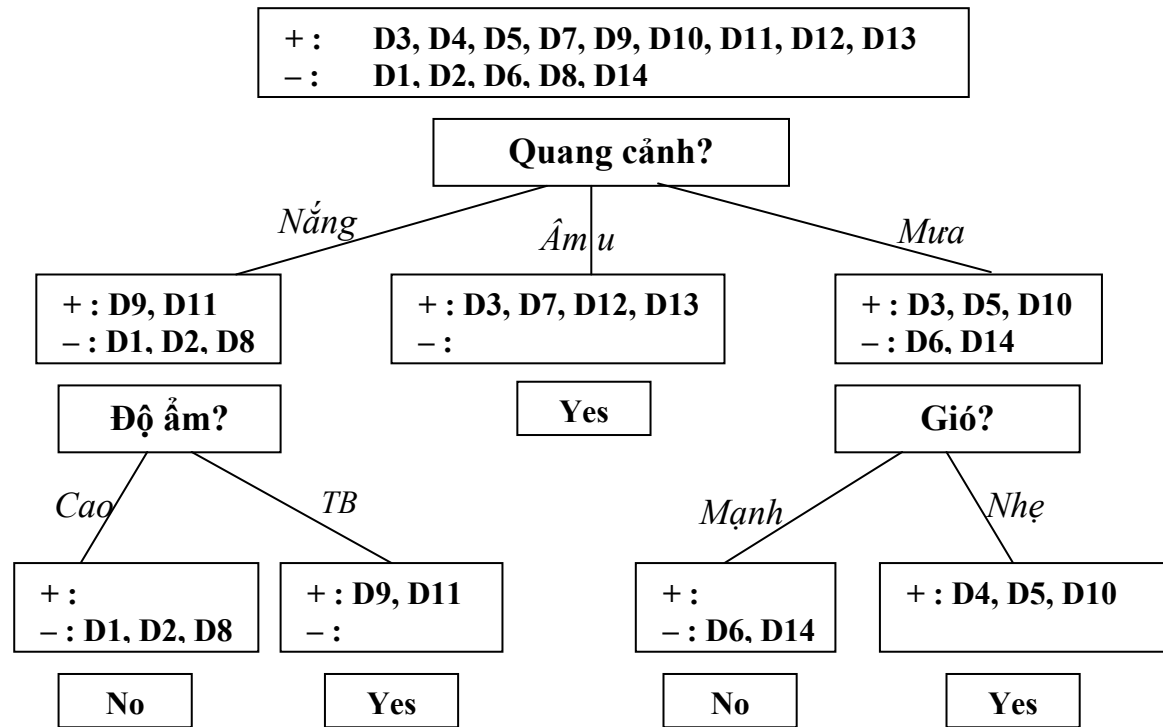 + : D3, D4, D5, D7, D9, D10, D11, D12, D13
– : D1, D2, D6, D8, D14
Quang cảnh?
Nắng
Âm u
Mưa
+ : D9, D11
– : D1, D2, D8
+ : D3, D7, D12, D13
– :
+ : D3, D5, D10
– : D6, D14
Độ ẩm?
Yes
Gió?
Cao
TB
Mạnh
Nhẹ
+ :
– : D1, D2, D8
+ : D9, D11
– :
+ :
– : D6, D14
+ : D4, D5, D10
No
Yes
No
Yes